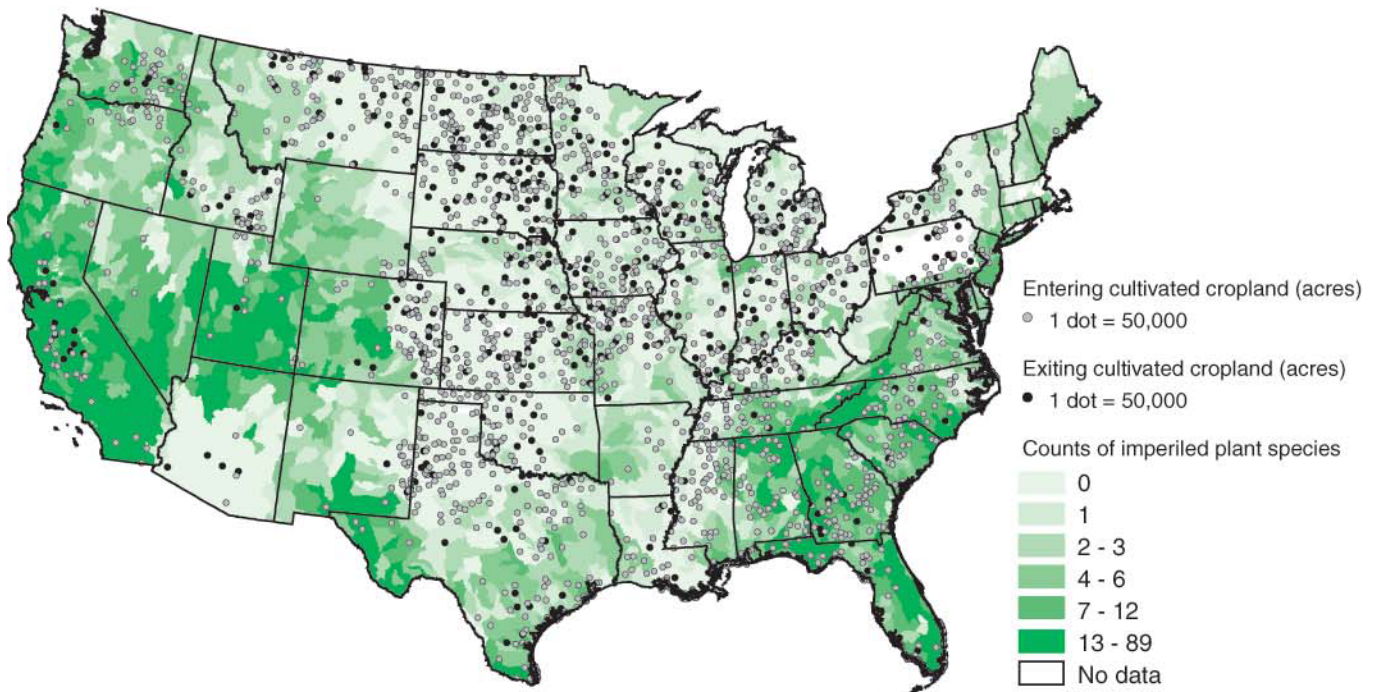 Entering cultivated cropland (acres)
1 dot = 50,000
Exiting cultivated cropland (acres)
1 dot = 50,000
Counts of imperiled plant species
0
1
2 - 3
4 - 6
7 - 12
13 - 89
No data